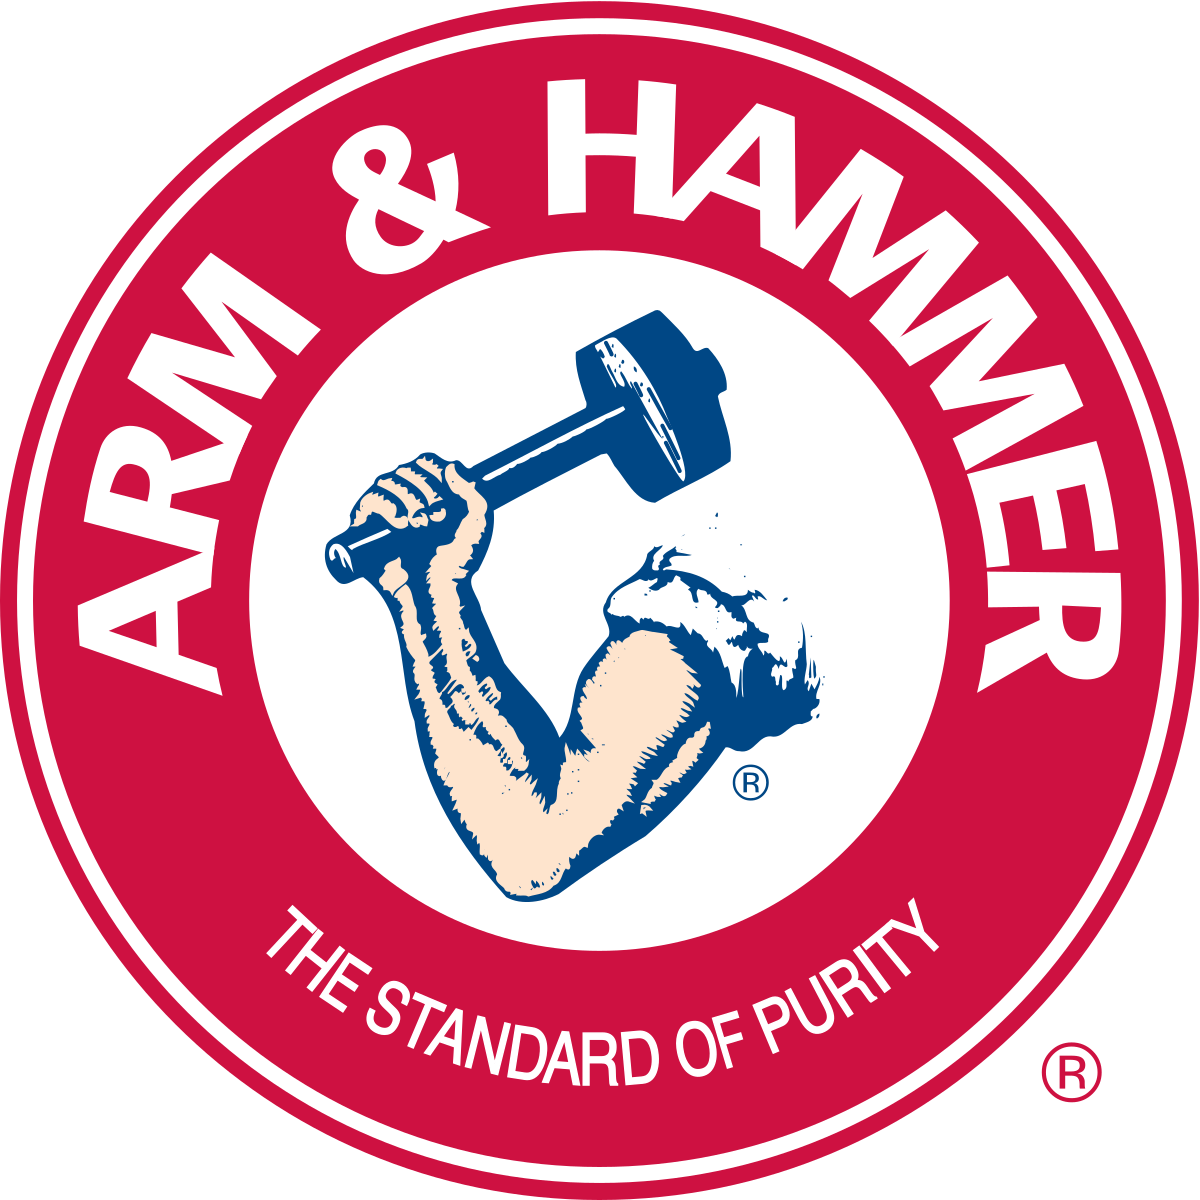 ARM & HAMMER
®
THE STANDARD OF PURITY
®